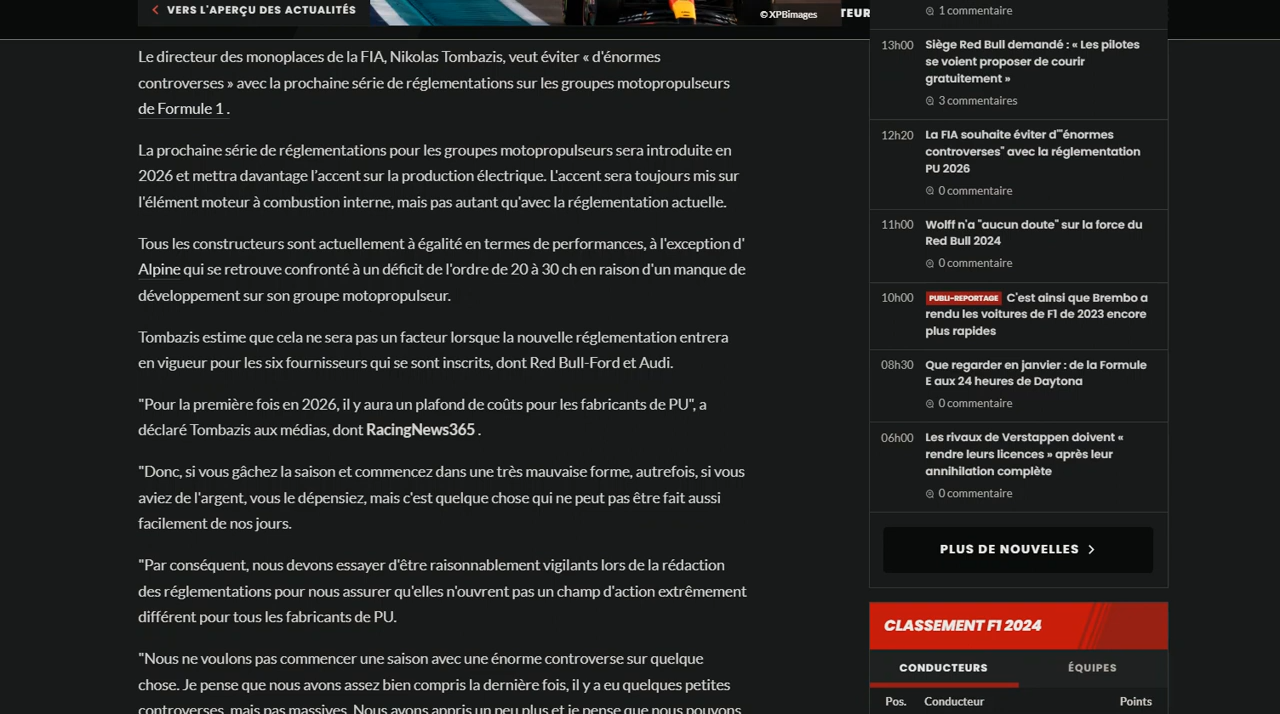 VERS L'APERÇU DES ACTUALITÉS
©XPBimages
TEUR
Le directeur des monoplaces de la FIA, Nikolas Tombazis, veut éviter « d'énormes
controverses » avec la prochaine série de réglementations sur les groupes motopropulseurs
de Formule 1 .
La prochaine série de réglementations pour les groupes motopropulseurs sera introduite en
2026 et mettra davantage l'accent sur la production électrique. L'accent sera toujours mis sur
l'élément moteur à combustion interne, mais pas autant qu'avec la réglementation actuelle.
Tous les constructeurs sont actuellement à égalité en termes de performances, à l'exception d'
Alpine qui se retrouve confronté à un déficit de l'ordre de 20 à 30 ch en raison d'un manque de
développement sur son groupe motopropulseur.
Tombazis estime que cela ne sera pas un facteur lorsque la nouvelle réglementation entrera
en vigueur pour les six fournisseurs qui se sont inscrits, dont Red Bull-Ford et Audi.
"Pour la première fois en 2026, il y aura un plafond de coûts pour les fabricants de PU", a
déclaré Tombazis aux médias, dont RacingNews365 .
"Donc, si vous gâchez la saison et commencez dans une très mauvaise forme, autrefois, si vous
aviez de l'argent, vous le dépensiez, mais c'est quelque chose qui ne peut pas être fait aussi
facilement de nos jours.
"Par conséquent, nous devons essayer d'être raisonnablement vigilants lors de la rédaction
des réglementations pour nous assurer qu'elles n'ouvrent pas un champ d'action extrêmement
différent pour tous les fabricants de PU.
"Nous ne voulons pas commencer une saison avec une énorme controverse sur quelque
chose. Je pense que nous avons assez bien compris la dernière fois, il y a eu quelques petites
controverses, mais pas massives. Nous avons appris un peu plus et je pense que nous pouvons
1 commentaire
13h00
Siège Red Bull demandé : « Les pilotes
se voient proposer de courir
gratuitement »
3 commentaires
12h20
La FIA souhaite éviter d'"énormes
controverses" avec la réglementation
PU 2026
0 commentaire
11h00
Wolff n'a "aucun doute" sur la force du
Red Bull 2024
0 commentaire
10h00
PUBLI-REPORTAGE C'est ainsi que Brembo a
rendu les voitures de F1 de 2023 encore
plus rapides
08h30
Que regarder en janvier : de la Formule
E aux 24 heures de Daytona
0 commentaire
06h00
Les rivaux de Verstappen doivent «
rendre leurs licences » après leur
annihilation complète
0 commentaire
PLUS DE NOUVELLES
CLASSEMENT F1 2024
CONDUCTEURS ÉQUIPES
Pos. Conducteur Points